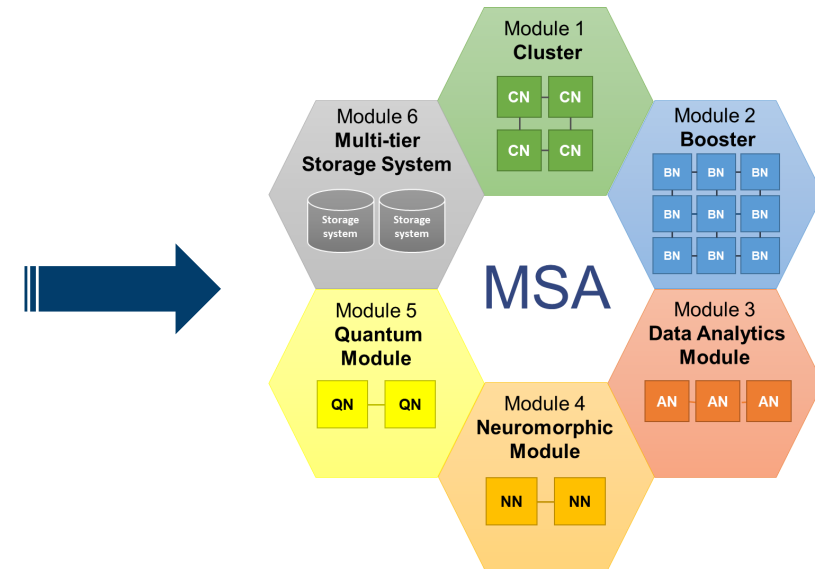 Module 1
Cluster
CN CN
CN CN
Module 2
Booster
BN BN BN
BN BN BN
BN BN BN
Module 3
Data Analytics
Module
AN AN AN
Module 4
Neuromorphic
Module
NN NN
Module 5
Quantum
Module
QN QN
Module 6
Multi-tier
Storage System
Storage Storage
system system
MSA